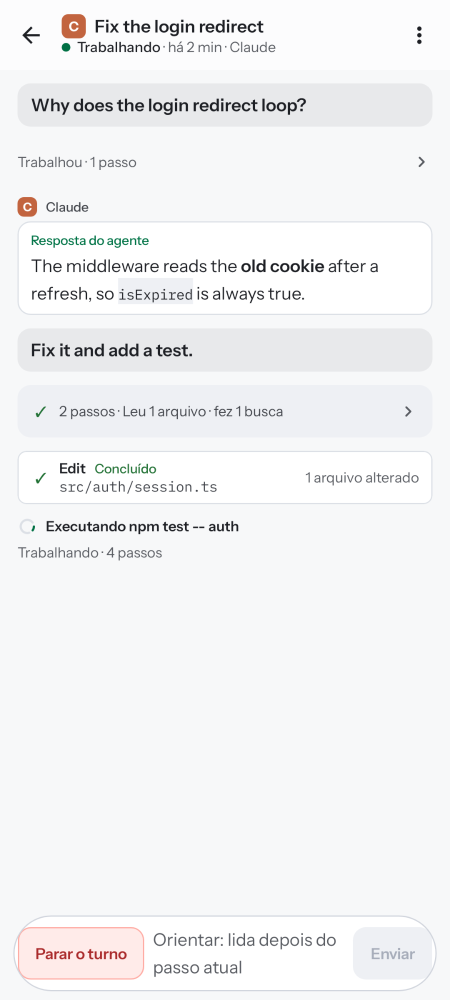 C Fix the login redirect
Trabalhando · há 2 min · Claude
Why does the login redirect loop?
Trabalhou · 1 passo
C Claude
Resposta do agente
The middleware reads the old cookie after a
refresh, so isExpired is always true.
Fix it and add a test.
✓ 2 passos · Leu 1 arquivo · fez 1 busca
✓ Edit Concluído
src/auth/session.ts
1 arquivo alterado
Executando npm test -- auth
Trabalhando · 4 passos
Parar o turno
Orientar: lida depois do
passo atual
Enviar